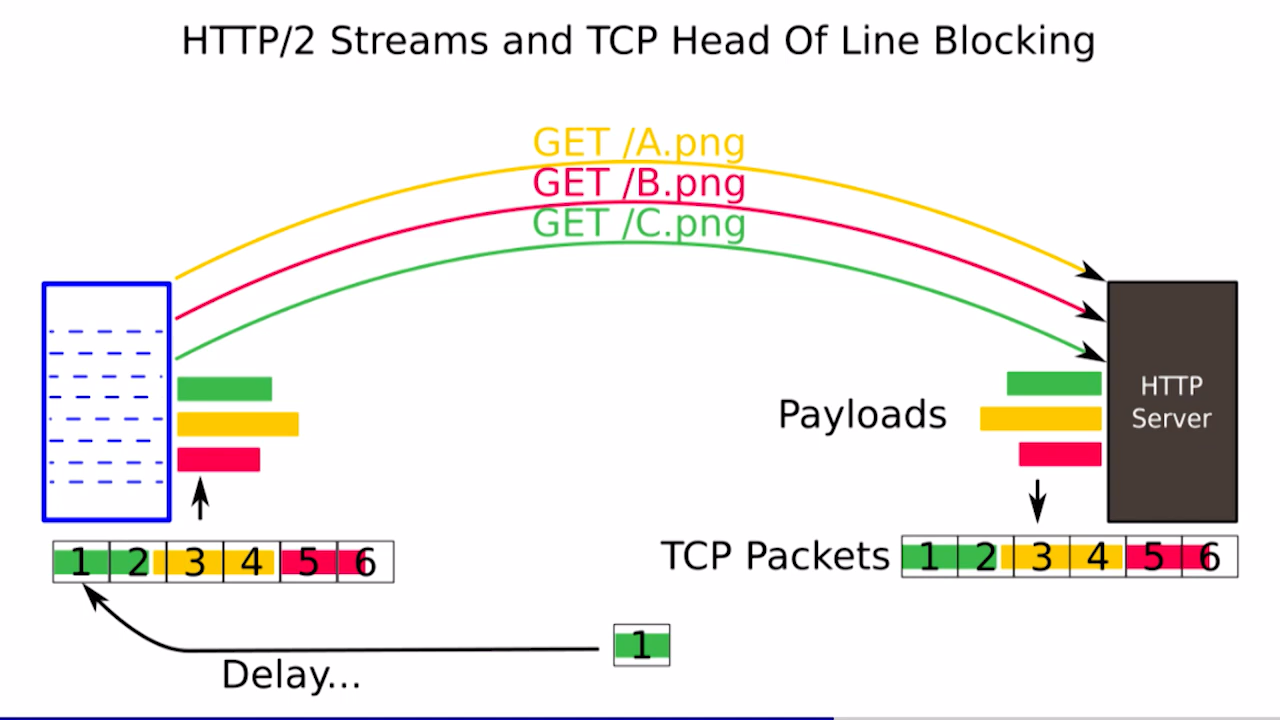 HTTP/2 Streams and TCP Head Of Line Blocking
GET /A.png
GET /B.png
GET /C.png
HTTP
Server
Payloads
TCP Packets
1 2 3 4 5 6
1 2 3 4 5 6
1
Delay...